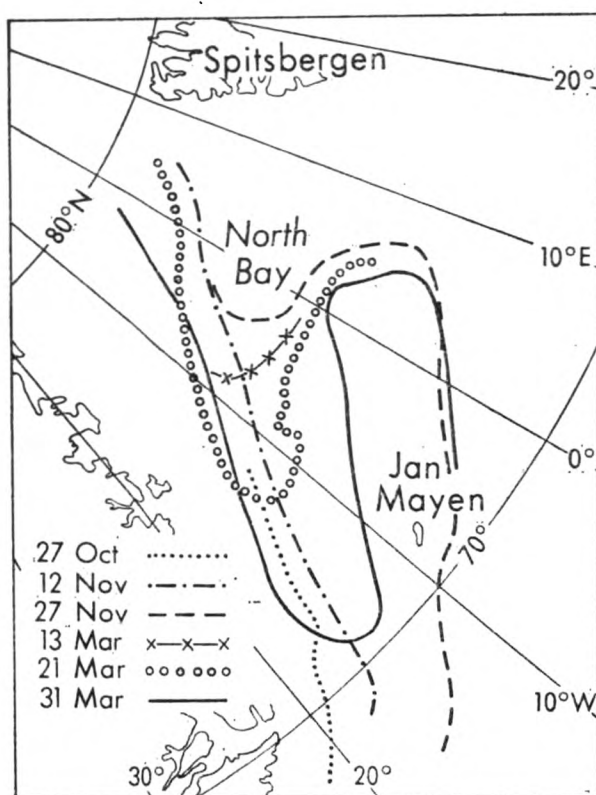 Spitsbergen
20°
80°N
North
Bay
10°E
0°
Jan
Mayen
70°
27 Oct
12 Nov
27 Nov
13 Mar
21 Mar
31 Mar
10°W
30°
20°